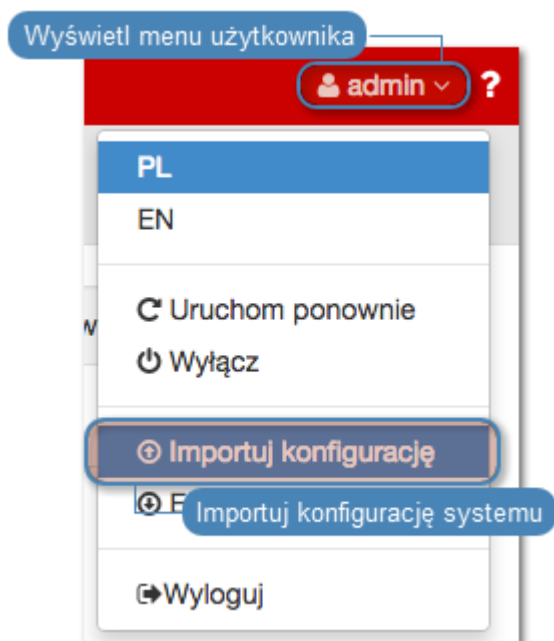 Wyświetl menu użytkownika
admin ?
PL
EN
w
Uruchom ponownie
Wyłącz
Importuj konfigurację
E
Importuj konfigurację systemu
Wyloguj